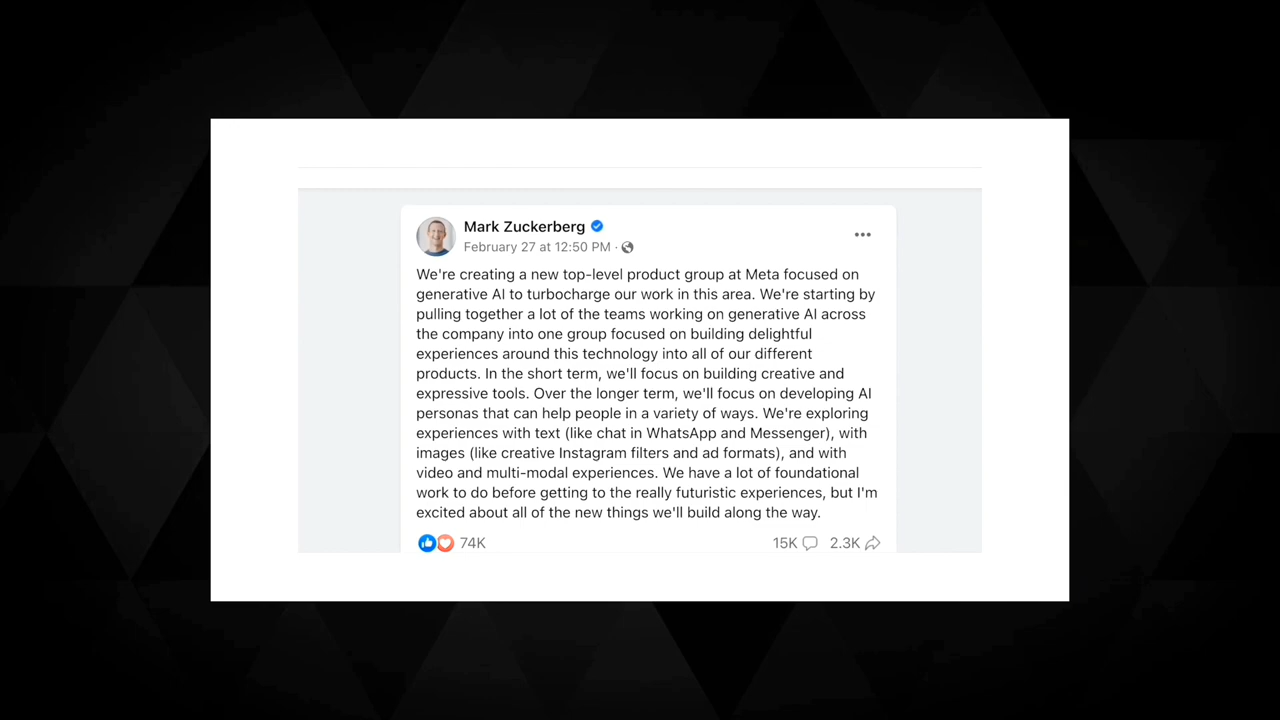 Mark Zuckerberg
February 27 at 12:50 PM ·
We're creating a new top-level product group at Meta focused on
generative AI to turbocharge our work in this area. We're starting by
pulling together a lot of the teams working on generative AI across
the company into one group focused on building delightful
experiences around this technology into all of our different
products. In the short term, we'll focus on building creative and
expressive tools. Over the longer term, we'll focus on developing AI
personas that can help people in a variety of ways. We're exploring
experiences with text (like chat in WhatsApp and Messenger), with
images (like creative Instagram filters and ad formats), and with
video and multi-modal experiences. We have a lot of foundational
work to do before getting to the really futuristic experiences, but I'm
excited about all of the new things we'll build along the way.
74K 15K 2.3K